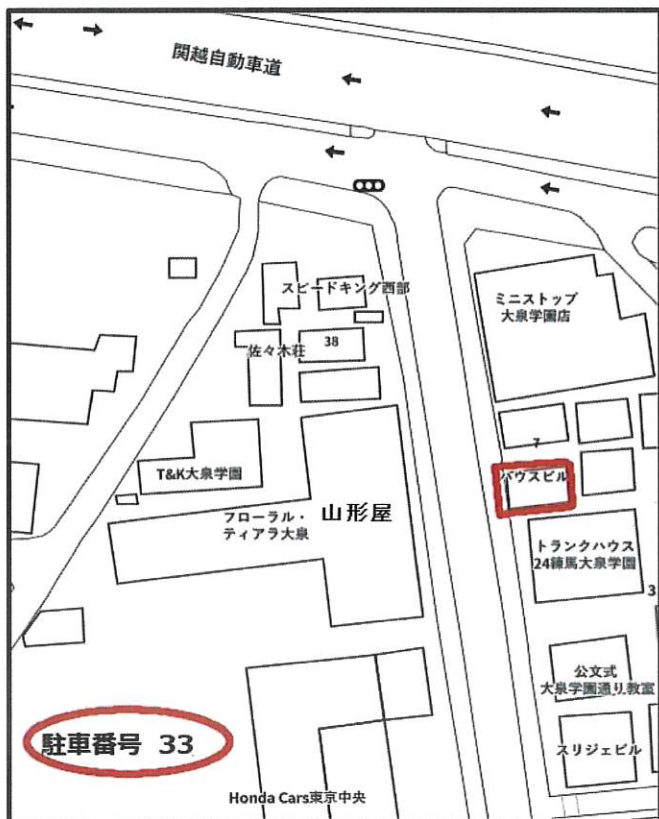 関越自動車道
スピードキング西部
ミニストップ
大泉学園店
佐々木荘
38
7
T&K大泉学園
バウスビル
フローラル・
ティアラ大泉
山形屋
トランクハウス
24練馬大泉学園
3
公文式
大泉学園通り教室
駐車番号 33
スリジェビル
Honda Cars東京中央